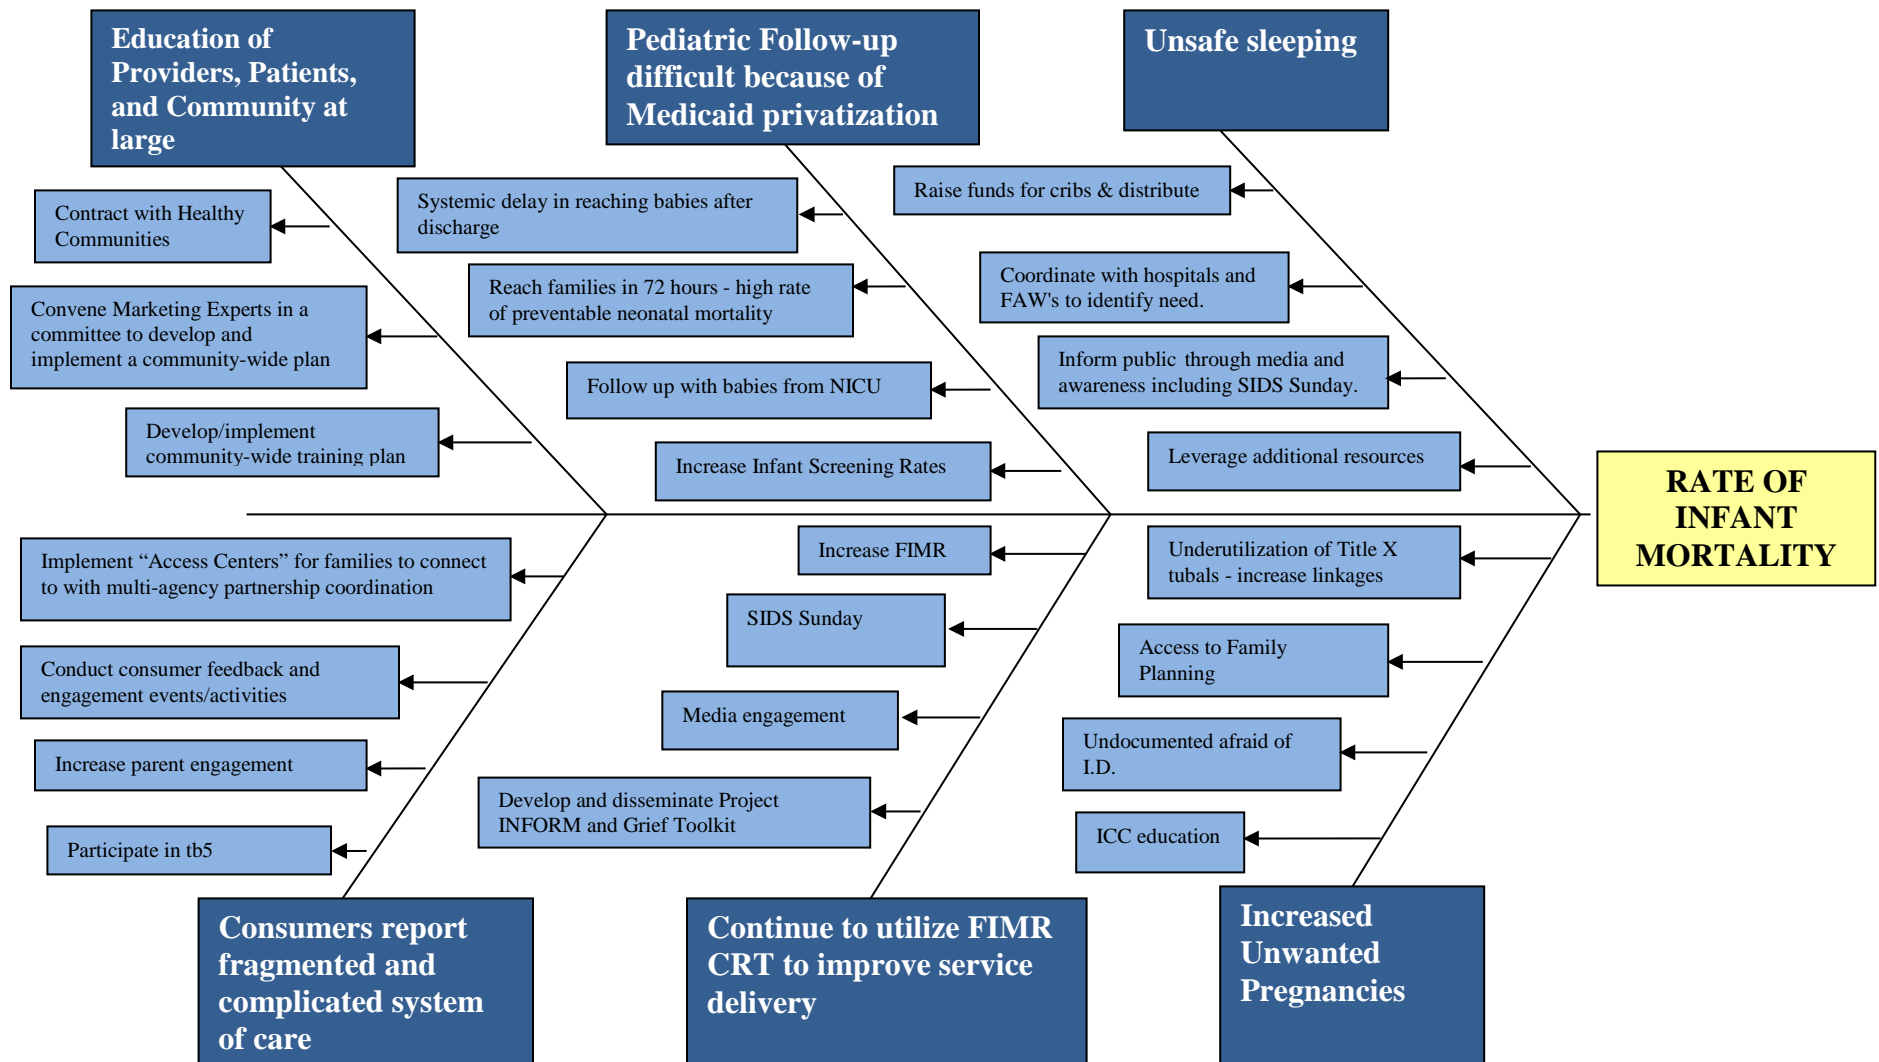 Education of
Providers, Patients,
and Community at
large
Pediatric Follow-up
difficult because of
Medicaid privatization
Unsafe sleeping
Contract with Healthy
Communities
Convene Marketing Experts in a
committee to develop and
implement a community-wide plan
Develop/implement
community-wide training plan
Systemic delay in reaching babies after
discharge
Reach families in 72 hours - high rate
of preventable neonatal mortality
Follow up with babies from NICU
Increase Infant Screening Rates
Raise funds for cribs & distribute
Coordinate with hospitals and
FAW's to identify need.
Inform public through media and
awareness including SIDS Sunday.
Leverage additional resources
RATE OF
INFANT
MORTALITY
Implement “Access Centers” for families to connect
to with multi-agency partnership coordination
Conduct consumer feedback and
engagement events/activities
Increase parent engagement
Participate in tb5
Increase FIMR
SIDS Sunday
Media engagement
Develop and disseminate Project
INFORM and Grief Toolkit
Underutilization of Title X
tubals - increase linkages
Access to Family
Planning
Undocumented afraid of
I.D.
ICC education
Consumers report
fragmented and
complicated system
of care
Continue to utilize FIMR
CRT to improve service
delivery
Increased
Unwanted
Pregnancies